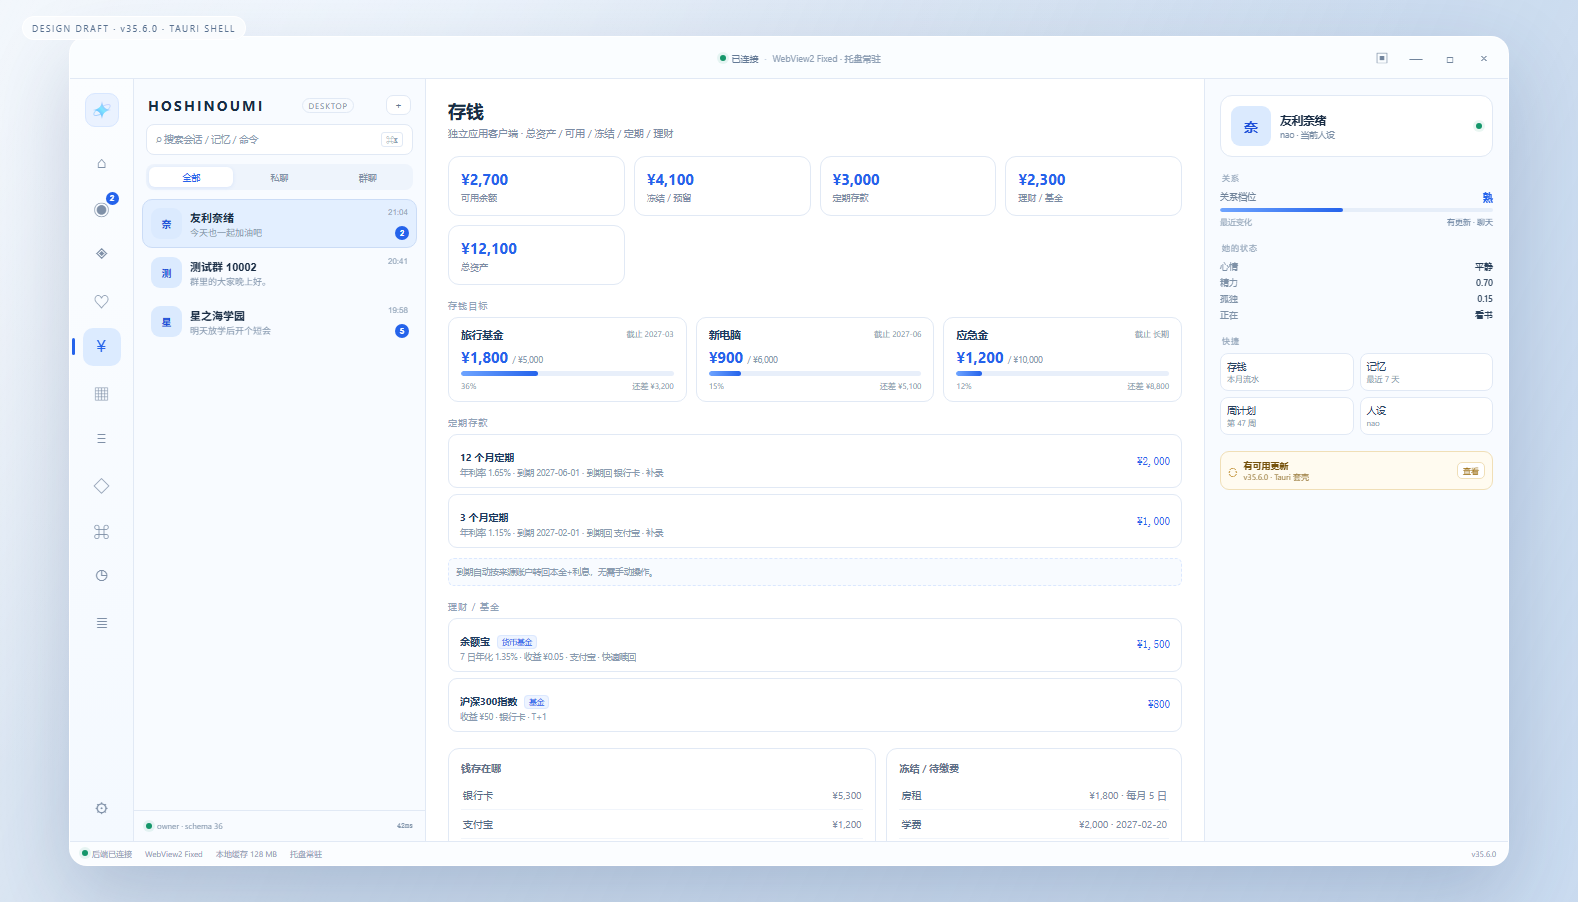 DESIGN DRAFT · v35.6.0 · TAURI SHELL
已连接 · WebView2 Fixed · 托盘常驻
HOSHINOUMI
DESKTOP
+
搜索会话 / 记忆 / 命令
⌘K
全部
私聊
群聊
2
奈
友利奈绪
21:04
今天也一起加油吧
2
测
测试群 10002
20:41
群里的大家晚上好。
星
星之海学园
19:58
明天放学后开个短会
5
¥
owner · schema 36
42ms
存钱
独立应用客户端 · 总资产 / 可用 / 冻结 / 定期 / 理财
¥2,700
可用余额
¥4,100
冻结 / 预留
¥3,000
定期存款
¥2,300
理财 / 基金
¥12,100
总资产
存钱目标
旅行基金
截止 2027-03
¥1,800 / ¥5,000
36%
还差 ¥3,200
新电脑
截止 2027-06
¥900 / ¥6,000
15%
还差 ¥5,100
应急金
截止 长期
¥1,200 / ¥10,000
12%
还差 ¥8,800
定期存款
12 个月定期
年利率 1.65% · 到期 2027-06-01 · 到期回 银行卡 · 补录
¥2,000
3 个月定期
年利率 1.15% · 到期 2027-02-01 · 到期回 支付宝 · 补录
¥1,000
到期自动按来源账户转回本金+利息，无需手动操作。
理财 / 基金
余额宝 货币基金
7 日年化 1.35% · 收益 ¥0.05 · 支付宝 · 快速赎回
¥1,500
沪深300指数 基金
收益 ¥50 · 银行卡 · T+1
¥800
钱存在哪
银行卡
¥5,300
支付宝
¥1,200
冻结 / 待缴费
房租
¥1,800 · 每月 5 日
学费
¥2,000 · 2027-02-20
奈
友利奈绪
nao · 当前人设
关系
关系档位
熟
最近变化
有更新 · 聊天
她的状态
心情
平静
精力
0.70
孤独
0.15
正在
看书
快捷
存钱
本月流水
记忆
最近 7 天
周计划
第 47 周
人设
nao
有可用更新
v35.6.0 · Tauri 套壳
查看
后端已连接
WebView2 Fixed
本地缓存 128 MB
托盘常驻
v35.6.0